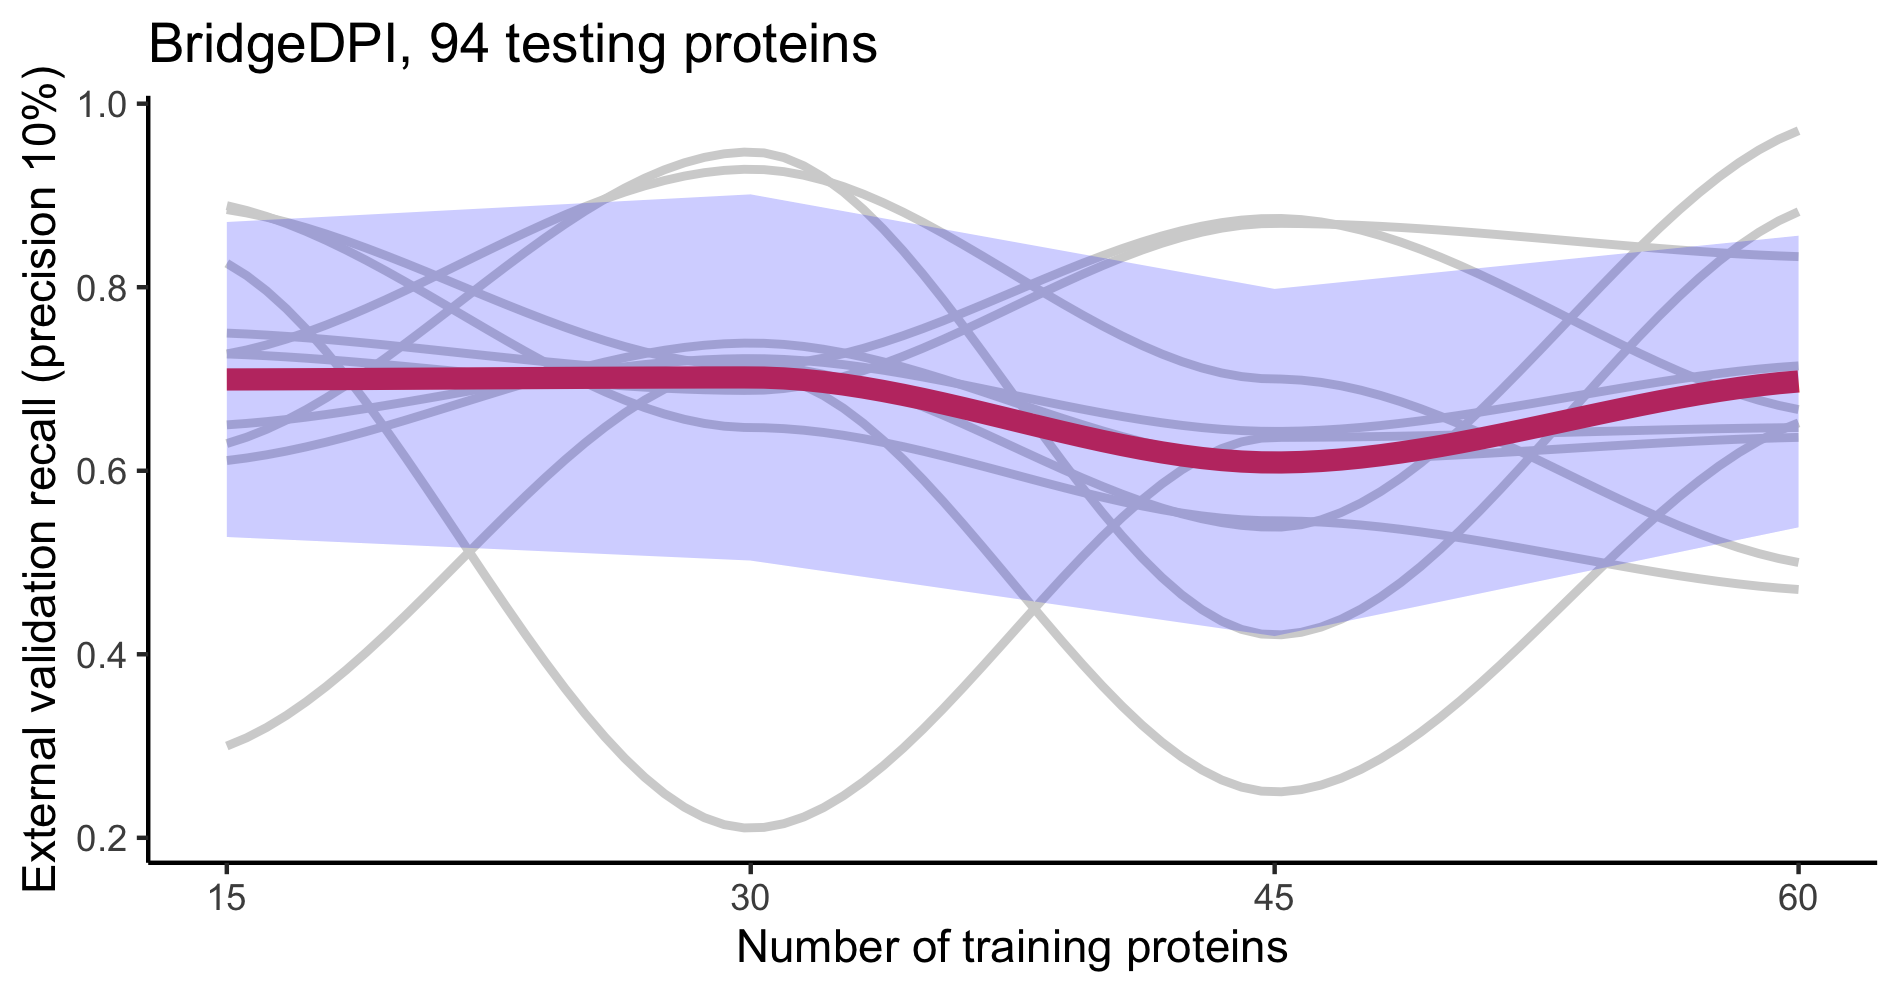 BridgeDPI, 94 testing proteins
External validation recall (precision 10%)
1.0
0.8
0.6
0.4
0.2
15 30 45 60
Number of training proteins